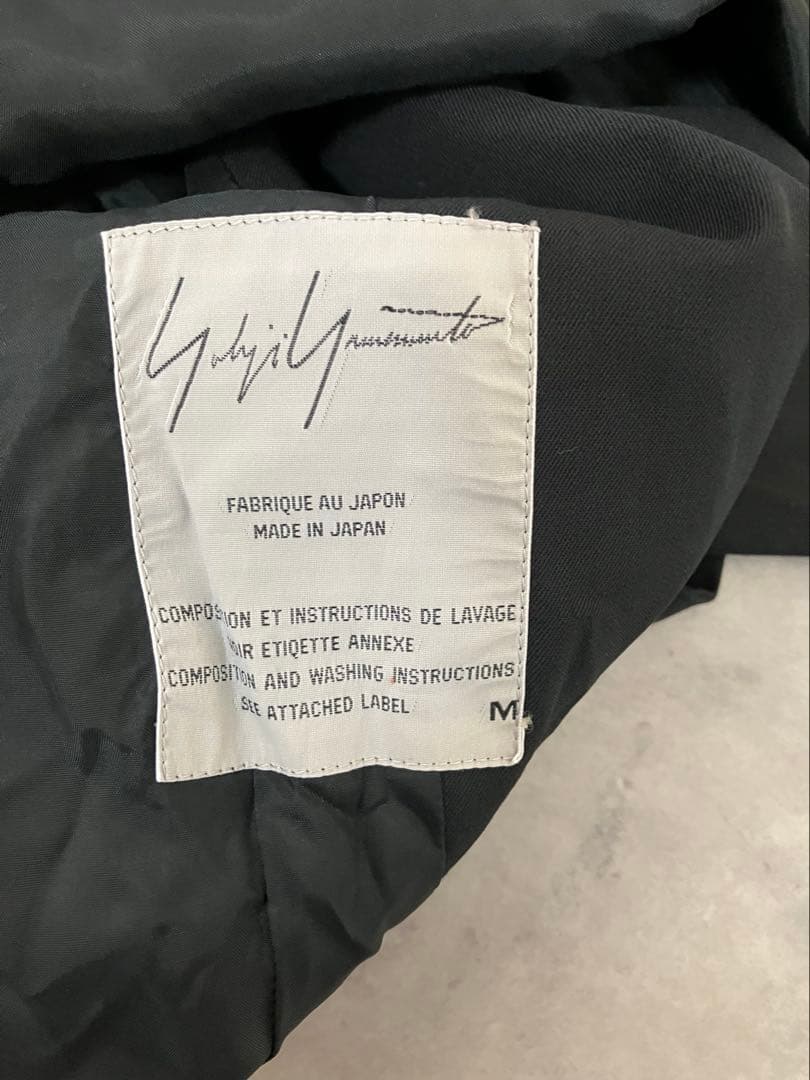 Yohji Yamamoto
FABRIQUE AU JAPON
MADE IN JAPAN
COMPOSITION ET INSTRUCTIONS DE LAVAGE
VOIR ETIQETTE ANNEXE
COMPOSITION AND WASHING INSTRUCTIONS
SEE ATTACHED LABEL
M